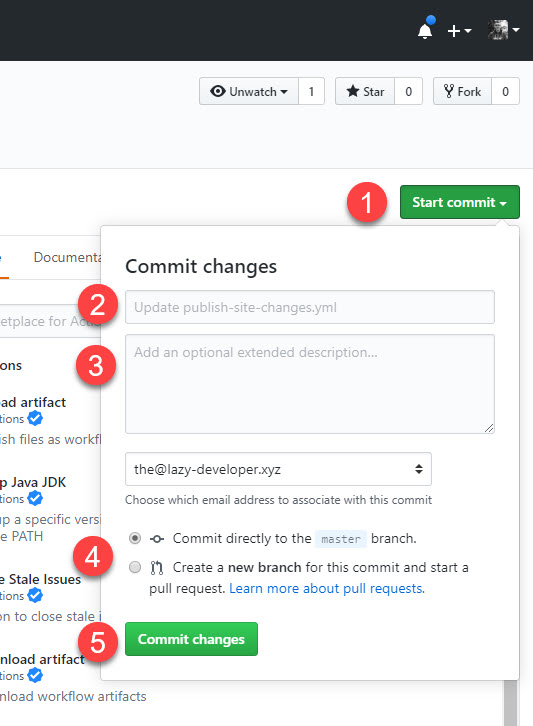 Unwatch 1
Star 0
Fork 0
1
Start commit
Documenta
Commit changes
2
Update publish-site-changes.yml
etplace for Acti
3
Add an optional extended description...
ons
ad artifact
tions
ish files as workfl
the@lazy-developer.xyz
Choose which email address to associate with this commit
p Java JDK
tions
up a specific versi
e PATH
Commit directly to the master branch.
4
Create a new branch for this commit and start a
pull request. Learn more about pull requests.
e Stale Issues
tions
on to close stale i
5
Commit changes
nload artifact
tions
nload workflow artifacts